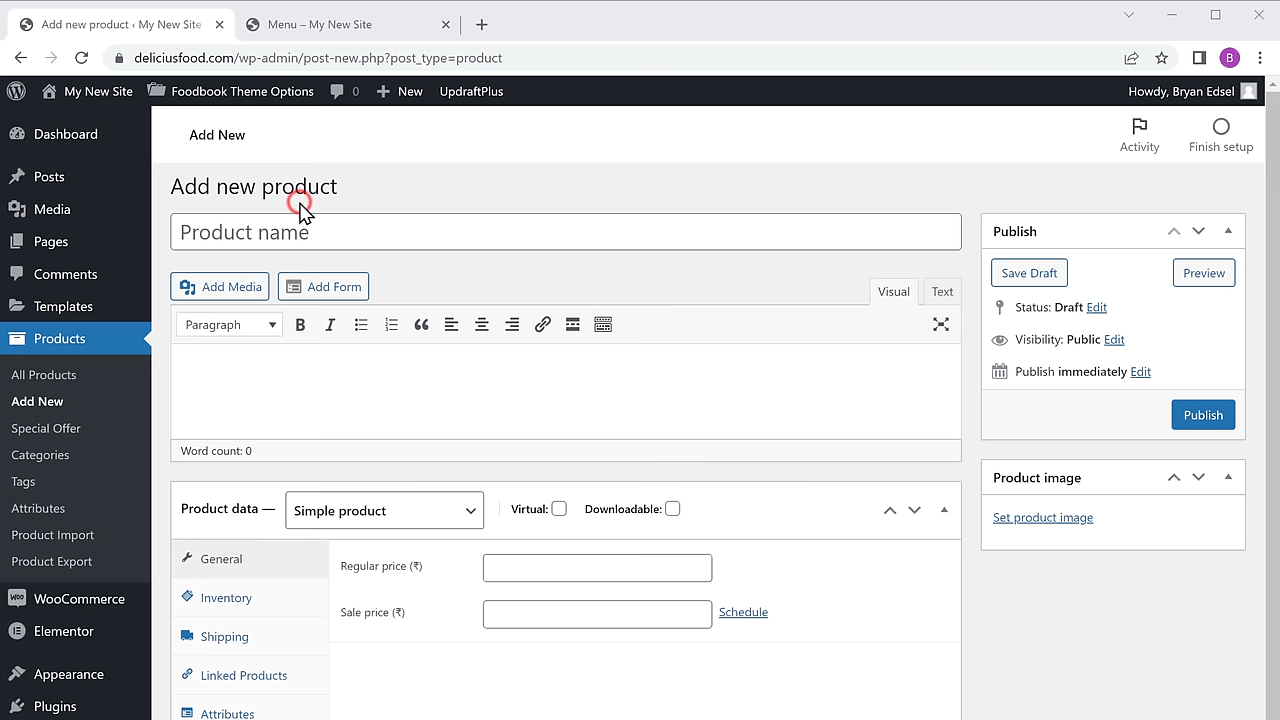 Add new product ‹ My New Site
Menu – My New Site
deliciusfood.com/wp-admin/post-new.php?post_type=product
B
My New Site
Foodbook Theme Options
0
New
UpdraftPlus
Howdy, Bryan Edsel
Dashboard
Posts
Media
Pages
Comments
Templates
Products
All Products
Add New
Special Offer
Categories
Tags
Attributes
Product Import
Product Export
WooCommerce
Elementor
Appearance
Plugins
Add New
Activity
Finish setup
Add new product
Product name
Add Media
Add Form
Visual
Text
Paragraph
Word count: 0
Product data —
Simple product
Virtual:
Downloadable:
General
Inventory
Shipping
Linked Products
Attributes
Regular price (₹)
Sale price (₹)
Schedule
Publish
Save Draft
Preview
Status: Draft Edit
Visibility: Public Edit
Publish immediately Edit
Publish
Product image
Set product image